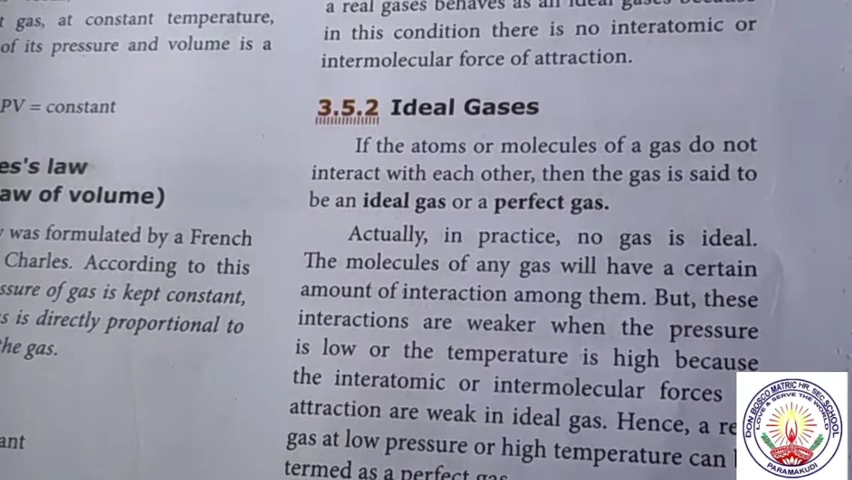 t gas, at constant temperature,
of its pressure and volume is a
PV = constant
es's law
aw of volume)
was formulated by a French
Charles. According to this
ssure of gas is kept constant,
s is directly proportional to
the gas.
ant
a real gases behaves as an ideal gases because
in this condition there is no interatomic or
intermolecular force of attraction.
3.5.2 Ideal Gases
If the atoms or molecules of a gas do not
interact with each other, then the gas is said to
be an ideal gas or a perfect gas.
Actually, in practice, no gas is ideal.
The molecules of any gas will have a certain
amount of interaction among them. But, these
interactions are weaker when the pressure
is low or the temperature is high because
the interatomic or intermolecular forces
attraction are weak in ideal gas. Hence, a re
gas at low pressure or high temperature can
termed as a perfect gas.
DON BOSCO MATRIC HR. SEC SCHOOL
LOVE & SERVE THE WORLD
PARAMAKUDI